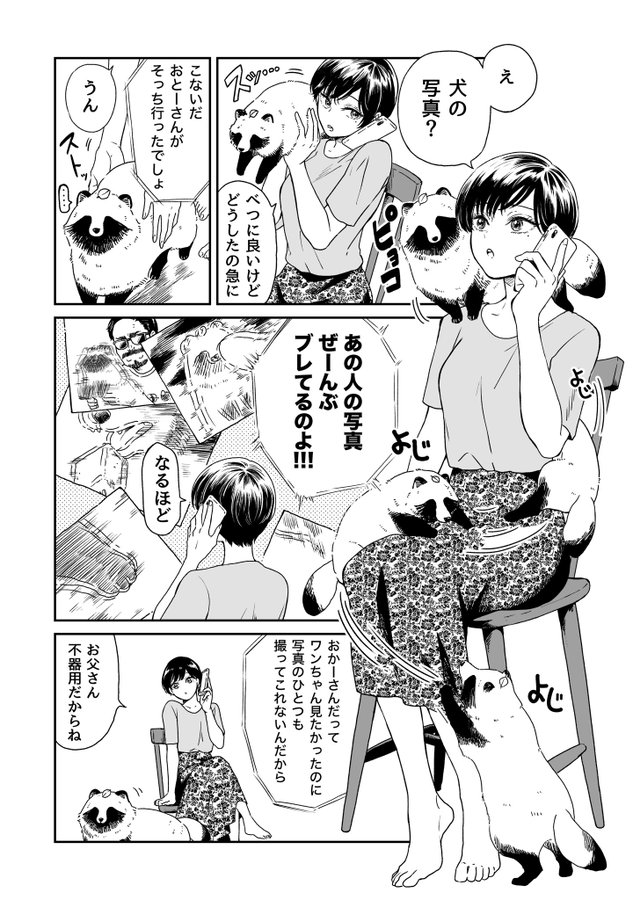 え
犬の
写真？
よじ
よじ
よじ
ピョコ
ズッ…
べつに良いけど
どうしたの急に
こないだ
おとーさんが
そっち行ったでしょ
うん
ストッ
あの人の写真
ぜーんぶ
ブレてるのよ!!!
なるほど
おかーさんだって
ワンちゃん見たかったのに
写真のひとつも
撮ってこれないんだから
お父さん
不器用だからね